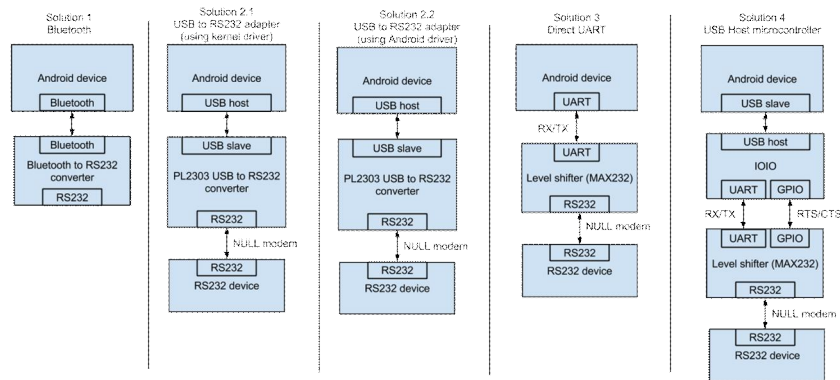 Solution 1
Bluetooth
Android device
Bluetooth
Bluetooth
Bluetooth to RS232
converter
RS232
Solution 2.1
USB to RS232 adapter
(using kernel driver)
Android device
USB host
USB slave
PL2303 USB to RS232
converter
RS232
NULL modem
RS232
RS232 device
Solution 2.2
USB to RS232 adapter
(using Android driver)
Android device
USB host
USB slave
PL2303 USB to RS232
converter
RS232
NULL modem
RS232
RS232 device
Solution 3
Direct UART
Android device
UART
RX/TX
UART
Level shifter (MAX232)
RS232
NULL modem
RS232
RS232 device
Solution 4
USB Host microcontroller
Android device
USB slave
USB host
IOIO
UART GPIO
RX/TX RTS/CTS
UART GPIO
Level shifter (MAX232)
RS232
NULL modem
RS232
RS232 device